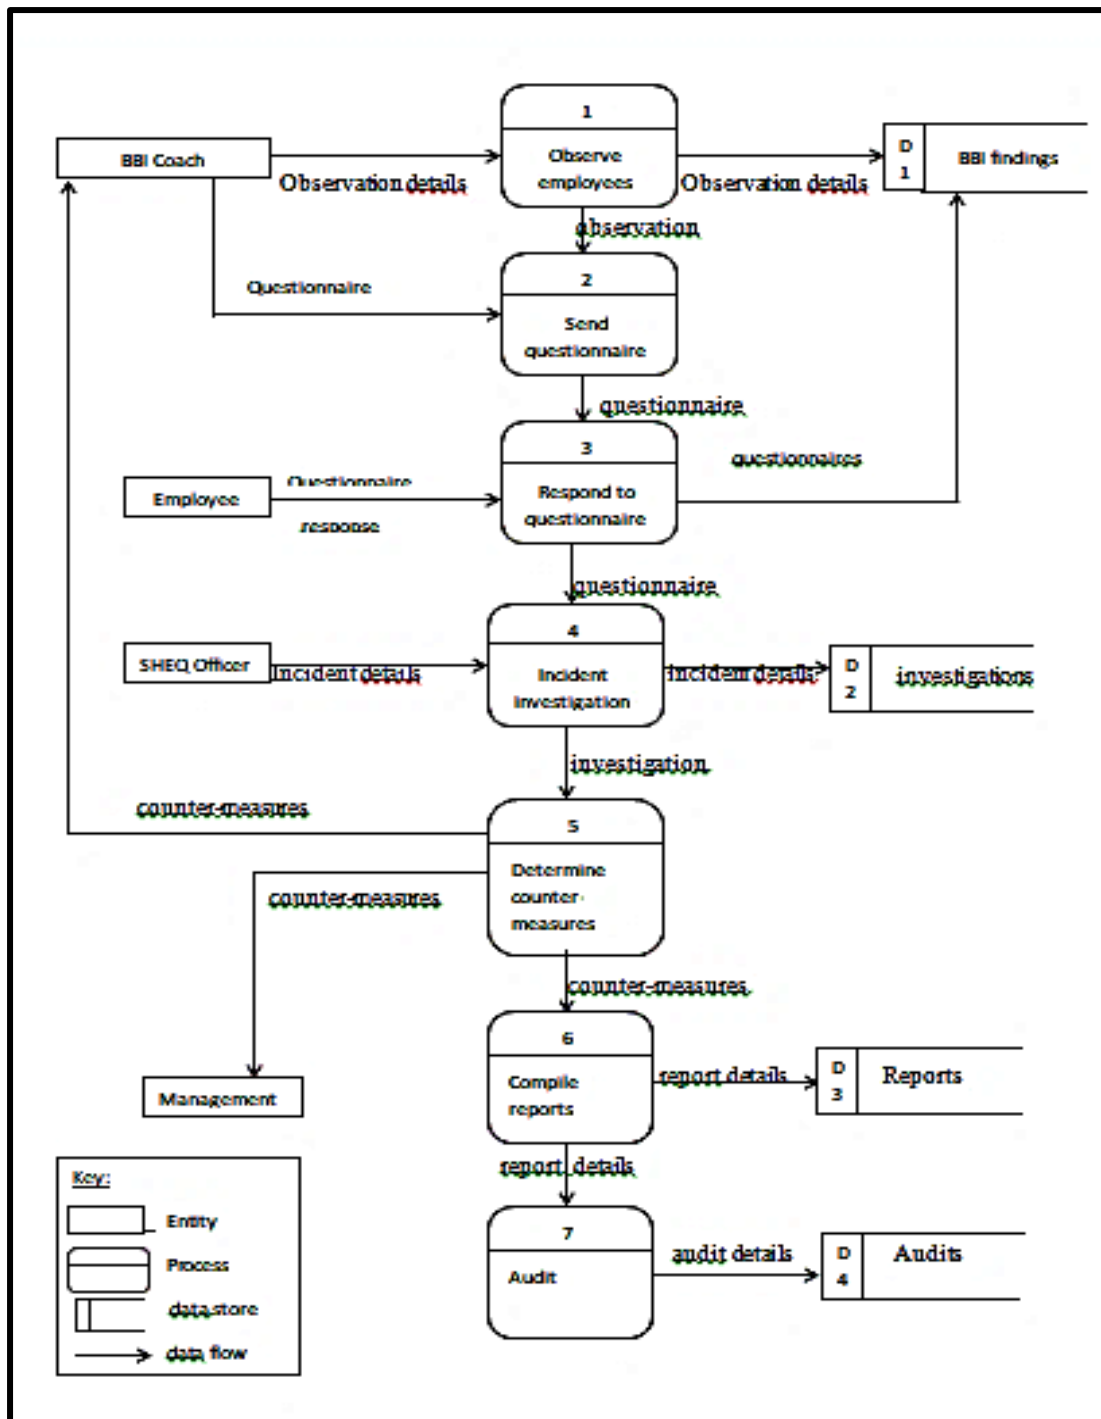 1
BBI Coach
Observe
employees
D
1
BBI findings
Observation details
Observation details
observation
2
Questionnaire
Send
questionnaire
questionnaire
3
questionnaires
Employee
Questionnaire
response
Respond to
questionnaire
questionnaire
4
SHEQ Officer
Incident details
Incident
Investigation
incident details
D
2
investigations
investigation
counter-measures
5
Determine
counter-
measures
counter-measures
counter-measures
6
Compile
reports
report details
D
3
Reports
Management
report details
Key:
Entity
Process
data store
data flow
7
Audit
audit details
D
4
Audits